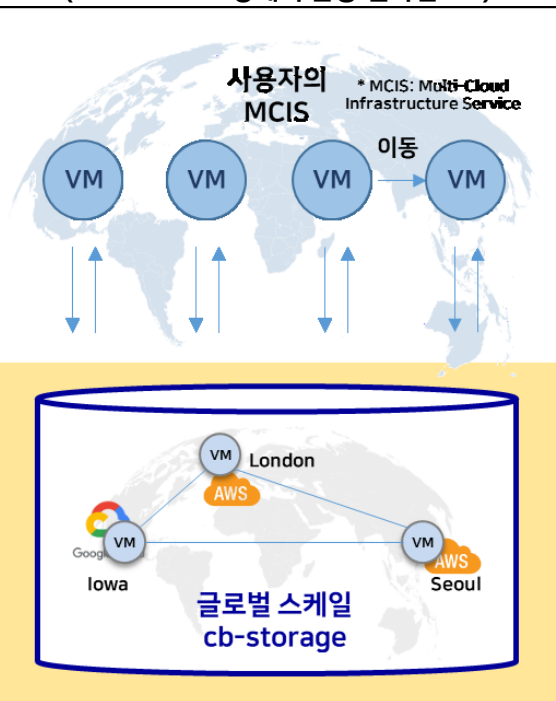 사용자의
MCIS
* MCIS: Multi-Cloud
Infrastructure Service
이동
VM
VM
VM
VM
VM
London
AWS
VM
Iowa
VM
AWS
Seoul
글로벌 스케일
cb-storage